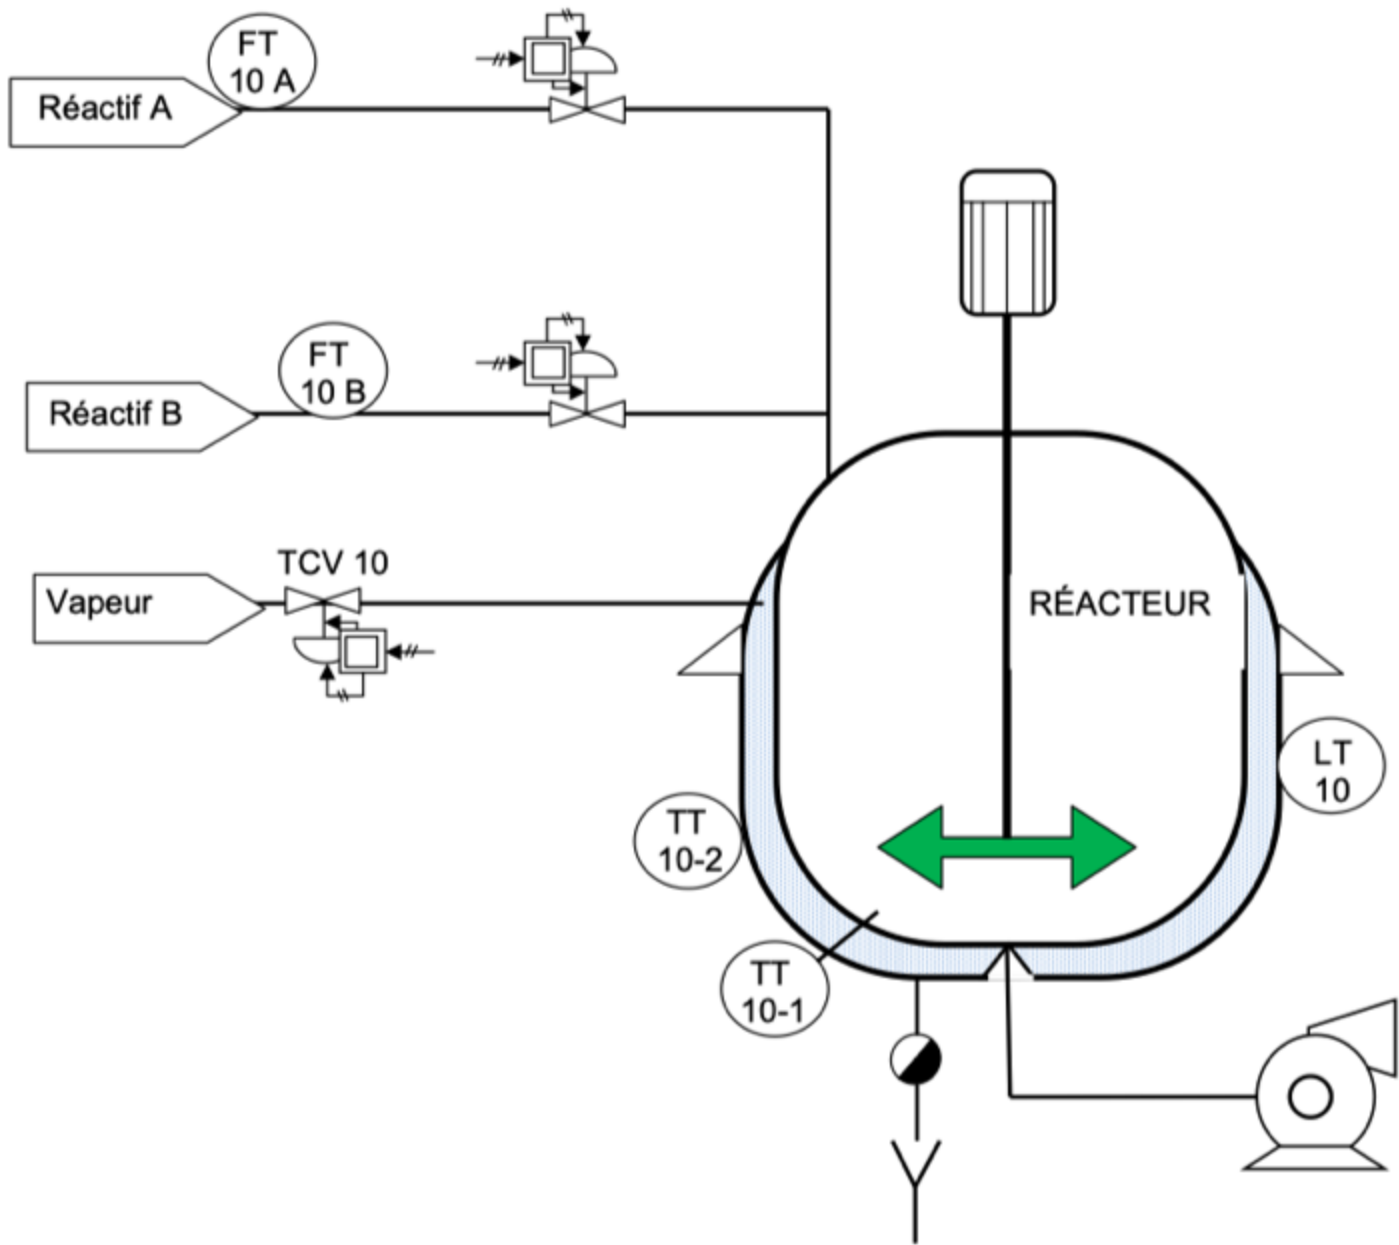 FT
10 A
Réactif A
FT
10 B
Réactif B
TCV 10
Vapeur
RÉACTEUR
LT
10
TT
10-2
TT
10-1